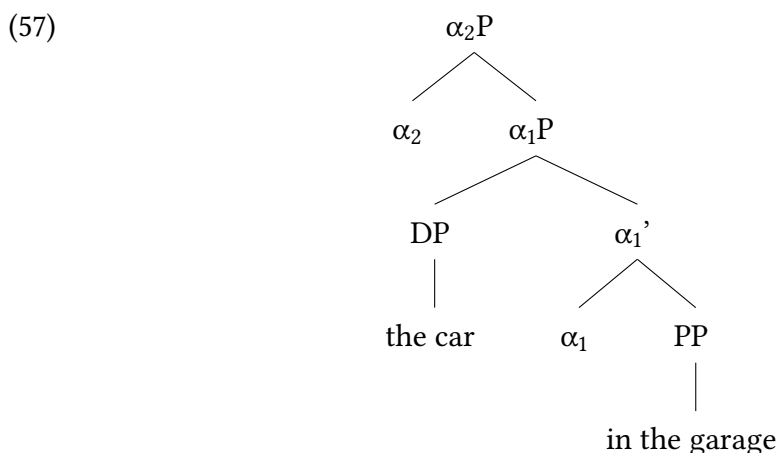 (57)
α₂P
α₂ α₁P
DP α₁’
the car α₁ PP
in the garage